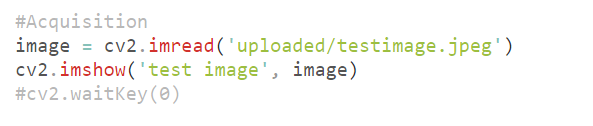 #Acquisition
image = cv2.imread('uploaded/testimage.jpeg')
cv2.imshow('test image', image)
#cv2.waitKey(0)